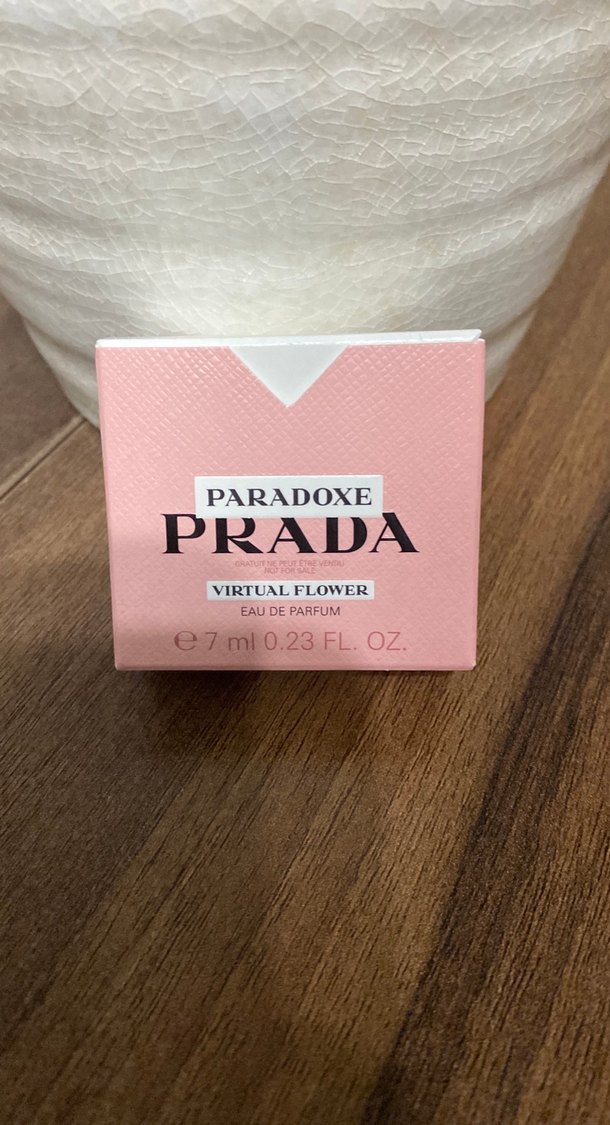 PARADOXE
PRADA
GRATUIT NE PEUT ÊTRE VENDU
NOT FOR SALE
VIRTUAL FLOWER
EAU DE PARFUM
℮ 7 ml 0.23 FL. OZ.